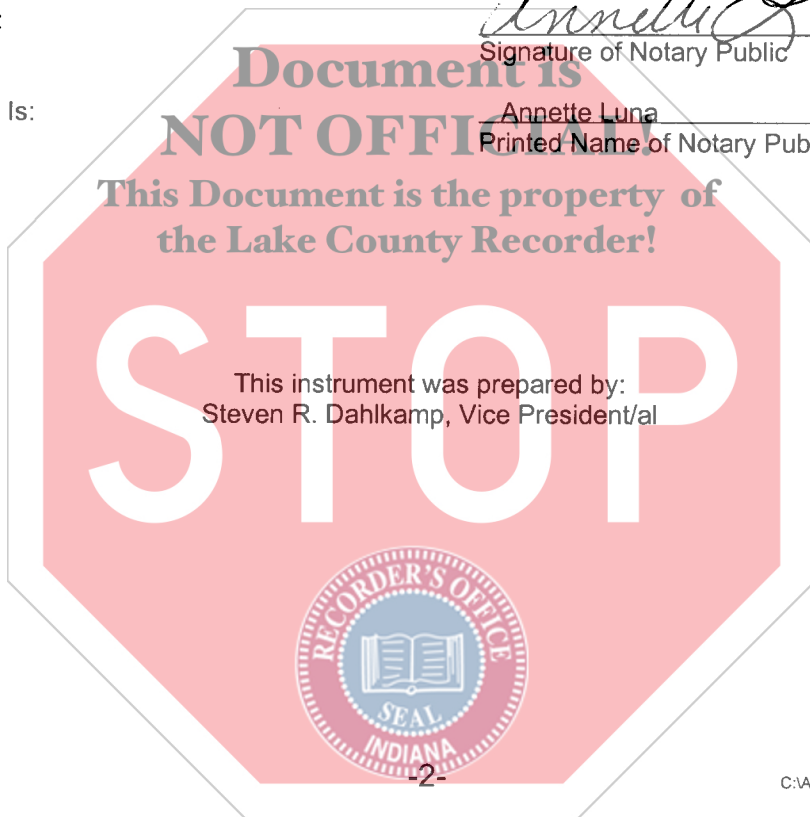 Annette L
Signature of Notary Public
Document is
Is:
Annette Luna
NOT OFFICIAL!
Printed Name of Notary Pub
This Document is the property of
the Lake County Recorder!
STOP
This instrument was prepared by:
Steven R. Dahlkamp, Vice President/al
RECORDER'S OFFICE
SEAL
INDIANA
-2-
C:\A